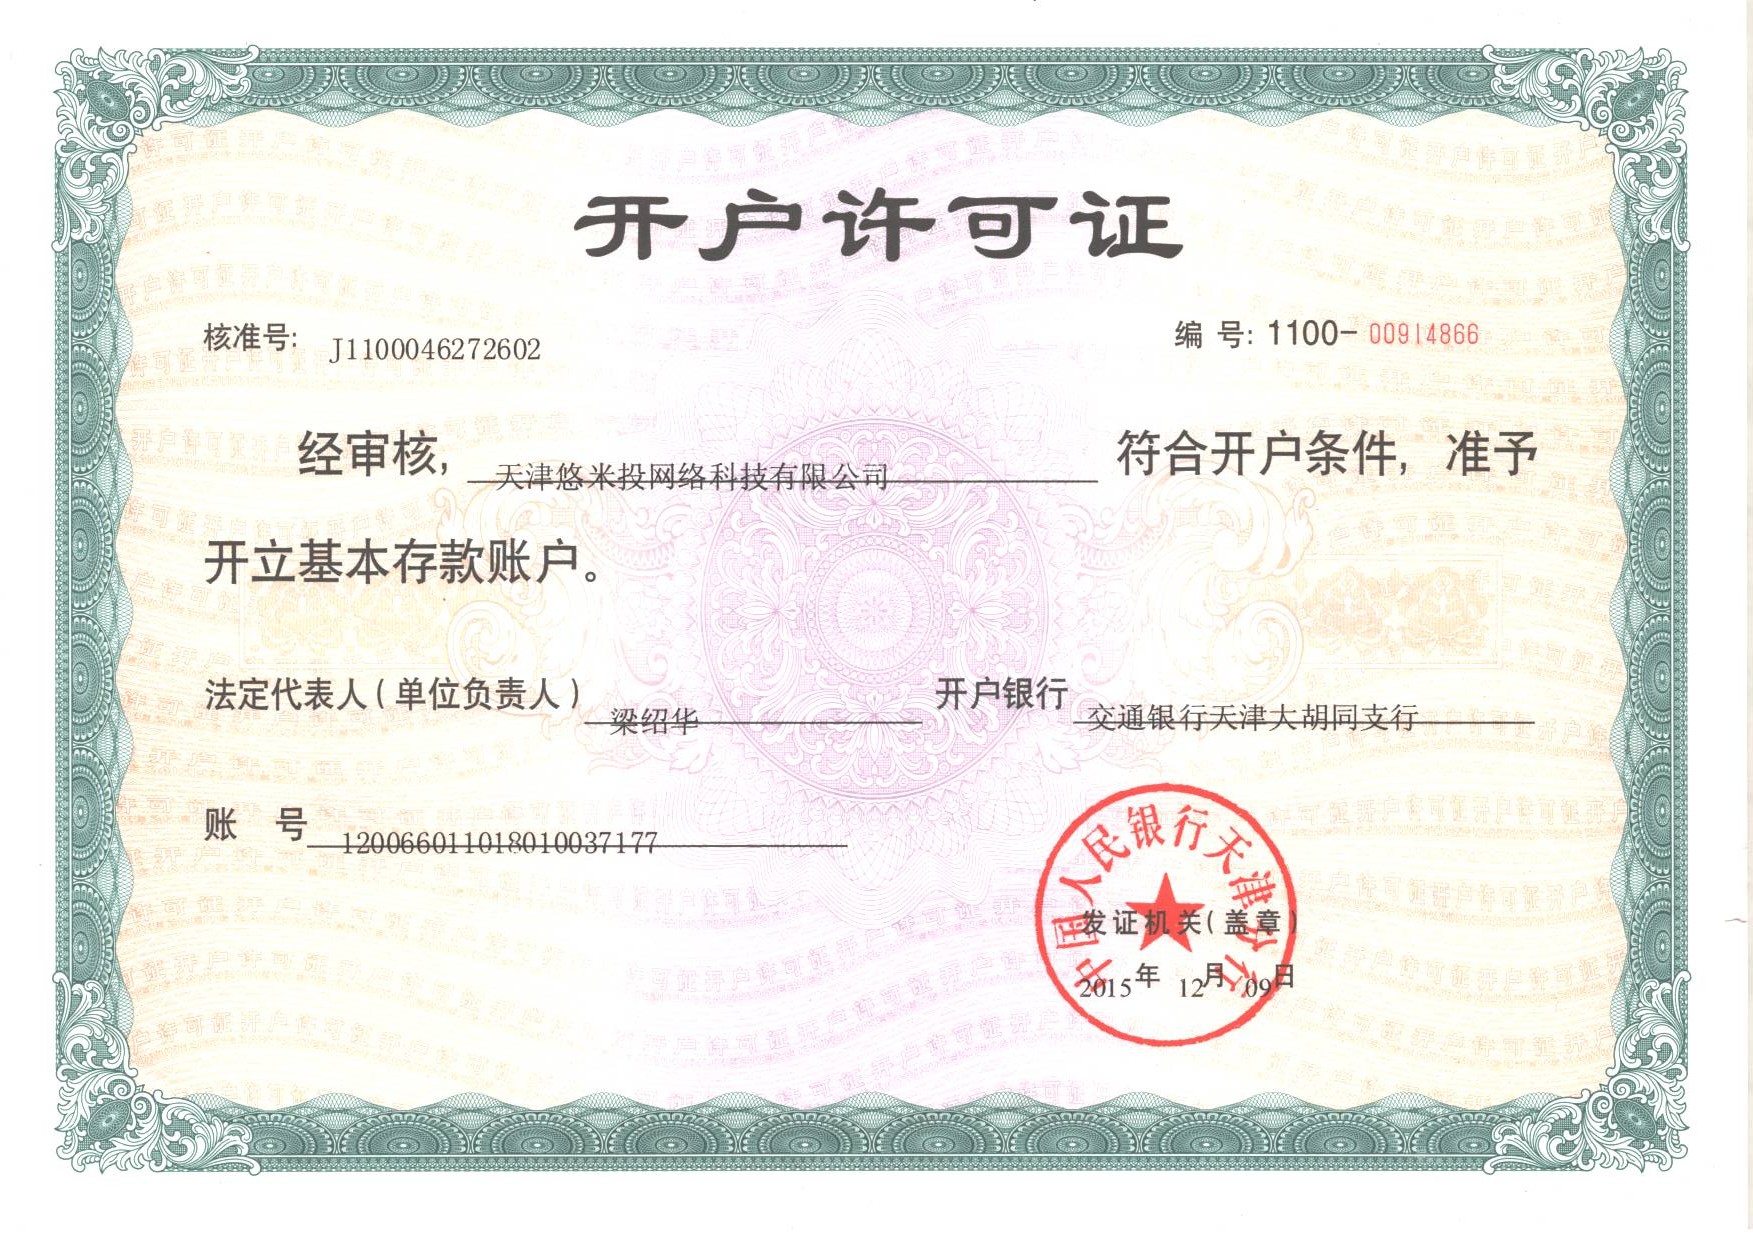 开户许可证
核准号: J1100046272602 编 号: 1100-00914866
经审核, 天津悠米投网络科技有限公司 符合开户条件, 准予
开立基本存款账户。
法定代表人(单位负责人) 梁绍华 开户银行 交通银行天津大胡同支行
账 号 120066011018010037177
中国人民银行天津分行
发证机关(盖章)
2015年 12月 09日